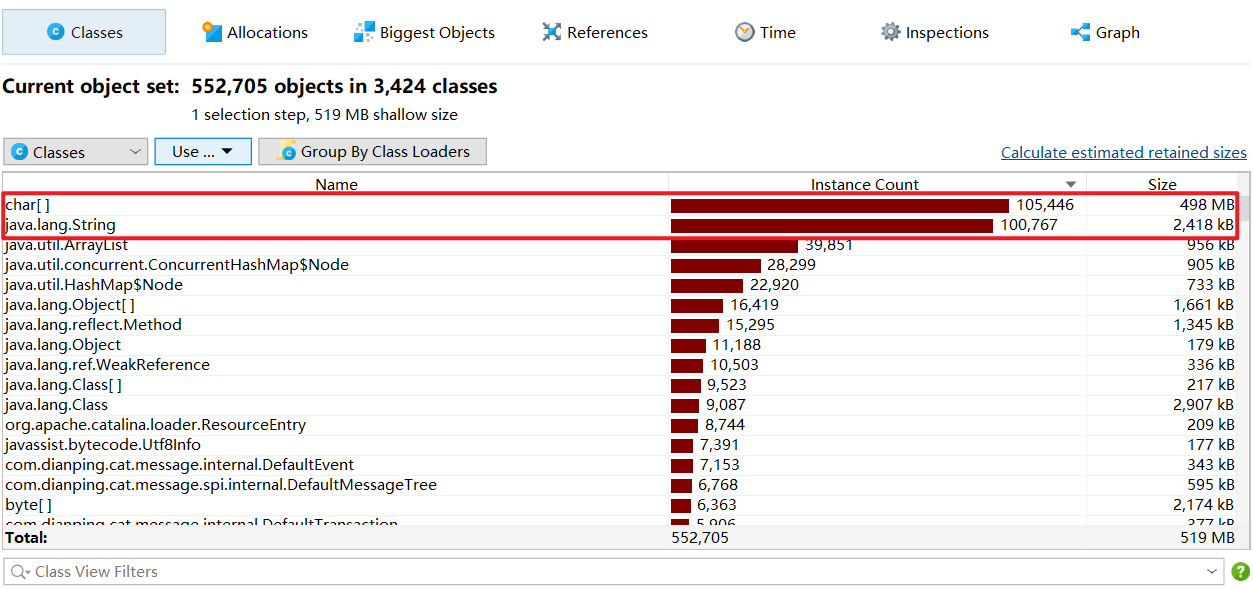 Classes Allocations Biggest Objects References Time Inspections Graph
Current object set: 552,705 objects in 3,424 classes
1 selection step, 519 MB shallow size
Classes Use ... Group By Class Loaders Calculate estimated retained sizes
Name Instance Count Size
char[] 105,446 498 MB
java.lang.String 100,767 2,418 kB
java.util.ArrayList 39,851 956 kB
java.util.concurrent.ConcurrentHashMap$Node 28,299 905 kB
java.util.HashMap$Node 22,920 733 kB
java.lang.Object[] 16,419 1,661 kB
java.lang.reflect.Method 15,295 1,345 kB
java.lang.Object 11,188 179 kB
java.lang.ref.WeakReference 10,503 336 kB
java.lang.Class[] 9,523 217 kB
java.lang.Class 9,087 2,907 kB
org.apache.catalina.loader.ResourceEntry 8,744 209 kB
javassist.bytecode.Utf8Info 7,391 177 kB
com.dianping.cat.message.internal.DefaultEvent 7,153 343 kB
com.dianping.cat.message.spi.internal.DefaultMessageTree 6,768 595 kB
byte[] 6,363 2,174 kB
com.dianping.cat.message.internal.DefaultTransaction 5,906 377 kB
Total: 552,705 519 MB
Class View Filters